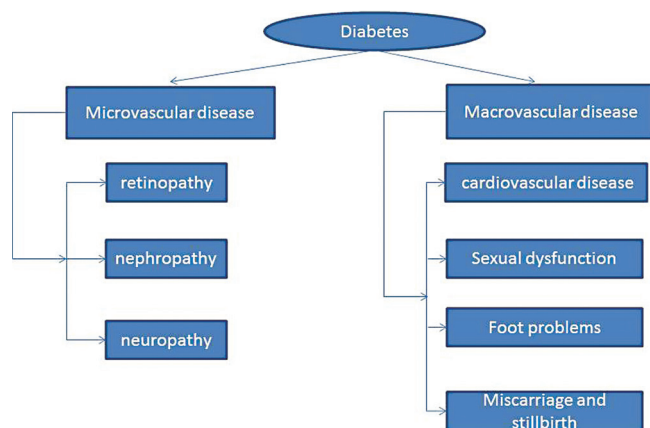 Diabetes
Microvascular disease
retinopathy
nephropathy
neuropathy
Macrovascular disease
cardiovascular disease
Sexual dysfunction
Foot problems
Miscarriage and
stillbirth